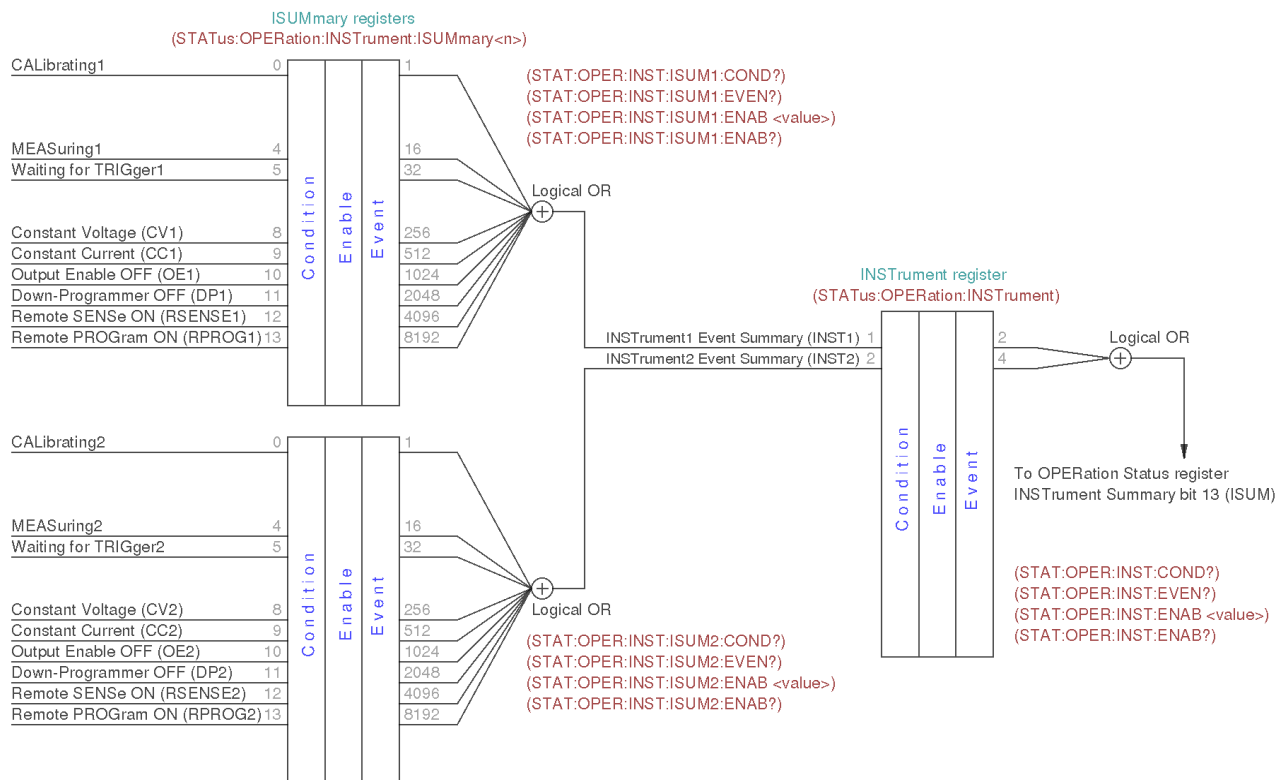 ISUMmary registers
(STATus:OPERation:INSTrument:ISUMmary<n>)
CALibrating1 0 1
(STAT:OPER:INST:ISUM1:COND?)
(STAT:OPER:INST:ISUM1:EVEN?)
(STAT:OPER:INST:ISUM1:ENAB <value>)
(STAT:OPER:INST:ISUM1:ENAB?)
MEASuring1 4 16
Waiting for TRIGger1 5 32
Condition
Enable
Event
Logical OR
Constant Voltage (CV1) 8 256
Constant Current (CC1) 9 512
Output Enable OFF (OE1) 10 1024
Down-Programmer OFF (DP1) 11 2048
Remote SENSe ON (RSENSE1) 12 4096
Remote PROGram ON (RPROG1) 13 8192
INSTrument register
(STATus:OPERation:INSTrument)
INSTrument1 Event Summary (INST1) 1 2
INSTrument2 Event Summary (INST2) 2 4
Logical OR
Condition
Enable
Event
To OPERation Status register
INSTrument Summary bit 13 (ISUM)
(STAT:OPER:INST:COND?)
(STAT:OPER:INST:EVEN?)
(STAT:OPER:INST:ENAB <value>)
(STAT:OPER:INST:ENAB?)
CALibrating2 0 1
MEASuring2 4 16
Waiting for TRIGger2 5 32
Condition
Enable
Event
Logical OR
Constant Voltage (CV2) 8 256
Constant Current (CC2) 9 512
Output Enable OFF (OE2) 10 1024
Down-Programmer OFF (DP2) 11 2048
Remote SENSe ON (RSENSE2) 12 4096
Remote PROGram ON (RPROG2) 13 8192
(STAT:OPER:INST:ISUM2:COND?)
(STAT:OPER:INST:ISUM2:EVEN?)
(STAT:OPER:INST:ISUM2:ENAB <value>)
(STAT:OPER:INST:ISUM2:ENAB?)